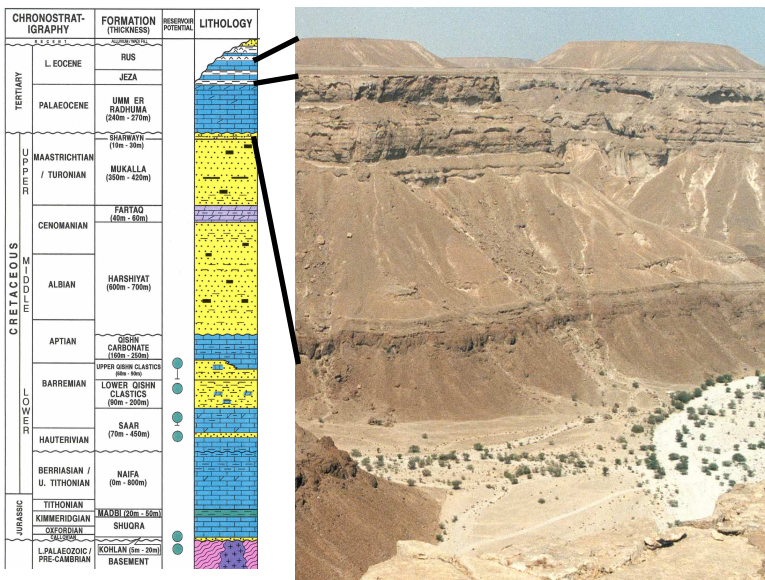 CHRONOSTRAT-
IGRAPHY
FORMATION
(THICKNESS)
RESERVOIR
POTENTIAL
LITHOLOGY
RECENT
TERTIARY
L. EOCENE
RUS
JEZA
PALAEOCENE
UMM ER
RADHUMA
(240m - 270m)
CRETACEOUS
UPPER
MAASTRICHTIAN
/ TURONIAN
SHARWAYN
(10m - 30m)
MUKALLA
(350m - 420m)
MIDDLE
CENOMANIAN
FARTAQ
(40m - 60m)
ALBIAN
HARSHIYAT
(600m - 700m)
APTIAN
QISHN
CARBONATE
(160m - 250m)
LOWER
BARREMIAN
UPPER QISHN CLASTICS
(60m - 90m)
LOWER QISHN
CLASTICS
(90m - 200m)
HAUTERIVIAN
SAAR
(70m - 450m)
BERRIASIAN /
U. TITHONIAN
NAIFA
(0m - 800m)
JURASSIC
TITHONIAN
KIMMERIDGIAN
MADBI (20m - 50m)
OXFORDIAN
SHUQRA
CALLOVIAN
L.PALAEOZOIC /
PRE-CAMBRIAN
KOHLAN (5m - 20m)
BASEMENT